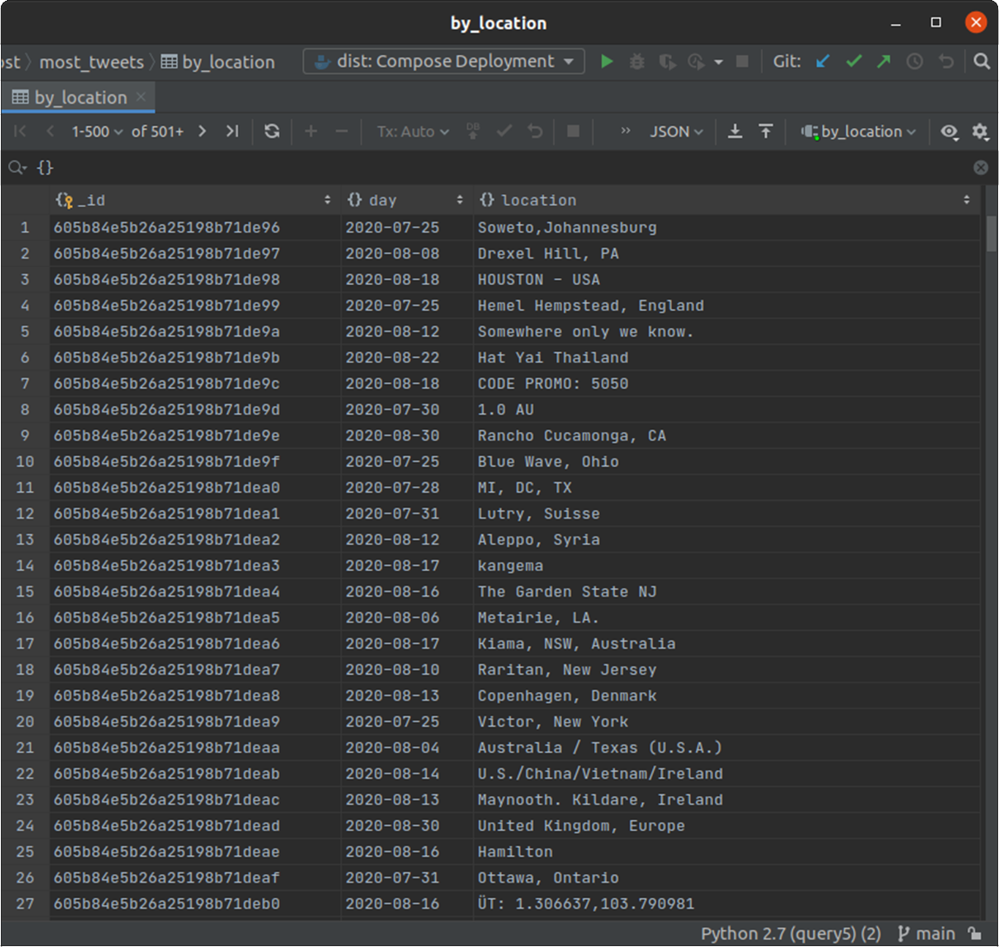 by_location
ost most_tweets by_location dist: Compose Deployment Git:
by_location
1-500 of 501+ Tx: Auto DB JSON by_location
{}
_id day location
1 605b84e5b26a25198b71de96 2020-07-25 Soweto,Johannesburg
2 605b84e5b26a25198b71de97 2020-08-08 Drexel Hill, PA
3 605b84e5b26a25198b71de98 2020-08-18 HOUSTON - USA
4 605b84e5b26a25198b71de99 2020-07-25 Hemel Hempstead, England
5 605b84e5b26a25198b71de9a 2020-08-12 Somewhere only we know.
6 605b84e5b26a25198b71de9b 2020-08-22 Hat Yai Thailand
7 605b84e5b26a25198b71de9c 2020-08-18 CODE PROMO: 5050
8 605b84e5b26a25198b71de9d 2020-07-30 1.0 AU
9 605b84e5b26a25198b71de9e 2020-08-30 Rancho Cucamonga, CA
10 605b84e5b26a25198b71de9f 2020-07-25 Blue Wave, Ohio
11 605b84e5b26a25198b71dea0 2020-07-28 MI, DC, TX
12 605b84e5b26a25198b71dea1 2020-07-31 Lutry, Suisse
13 605b84e5b26a25198b71dea2 2020-08-12 Aleppo, Syria
14 605b84e5b26a25198b71dea3 2020-08-17 kangema
15 605b84e5b26a25198b71dea4 2020-08-16 The Garden State NJ
16 605b84e5b26a25198b71dea5 2020-08-06 Metairie, LA.
17 605b84e5b26a25198b71dea6 2020-08-17 Kiama, NSW, Australia
18 605b84e5b26a25198b71dea7 2020-08-10 Raritan, New Jersey
19 605b84e5b26a25198b71dea8 2020-08-13 Copenhagen, Denmark
20 605b84e5b26a25198b71dea9 2020-07-25 Victor, New York
21 605b84e5b26a25198b71deaa 2020-08-04 Australia / Texas (U.S.A.)
22 605b84e5b26a25198b71deab 2020-08-14 U.S./China/Vietnam/Ireland
23 605b84e5b26a25198b71deac 2020-08-13 Maynooth. Kildare, Ireland
24 605b84e5b26a25198b71dead 2020-08-30 United Kingdom, Europe
25 605b84e5b26a25198b71deae 2020-08-16 Hamilton
26 605b84e5b26a25198b71deaf 2020-07-31 Ottawa, Ontario
27 605b84e5b26a25198b71deb0 2020-08-16 ÜT: 1.306637,103.790981
Python 2.7 (query5) (2) main